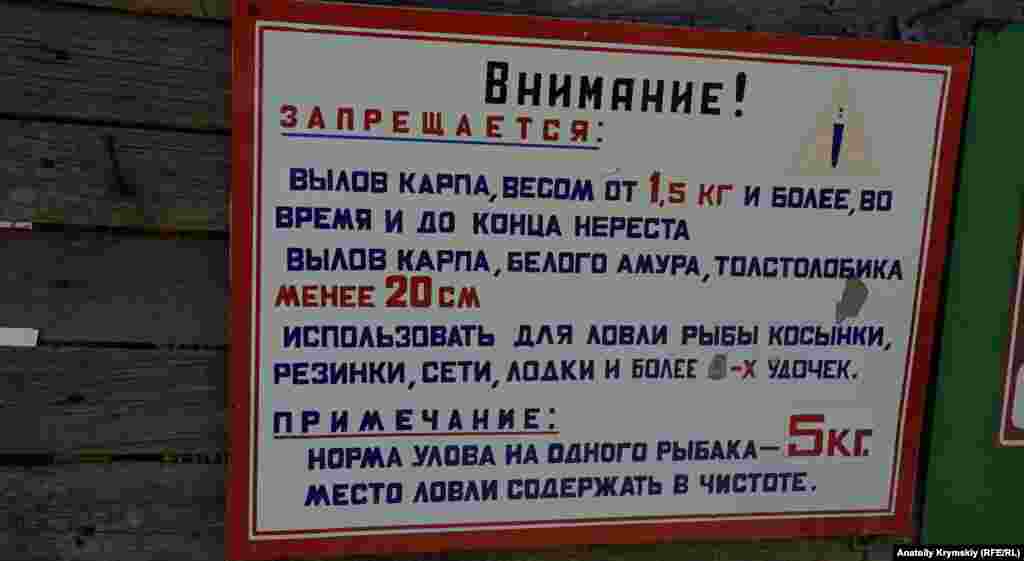 Внимание!
ЗАПРЕЩАЕТСЯ:
ВЫЛОВ КАРПА, ВЕСОМ ОТ 1,5 КГ И БОЛЕЕ, ВО
ВРЕМЯ И ДО КОНЦА НЕРЕСТА
ВЫЛОВ КАРПА, БЕЛОГО АМУРА, ТОЛСТОЛОБИКА
МЕНЕЕ 20 СМ
ИСПОЛЬЗОВАТЬ ДЛЯ ЛОВЛИ РЫБЫ КОСЫНКИ,
РЕЗИНКИ, СЕТИ, ЛОДКИ И БОЛЕЕ -Х УДОЧЕК.
ПРИМЕЧАНИЕ:
НОРМА УЛОВА НА ОДНОГО РЫБАКА – 5 КГ.
МЕСТО ЛОВЛИ СОДЕРЖАТЬ В ЧИСТОТЕ.
Anatoliy Krymskiy (RFE/RL)